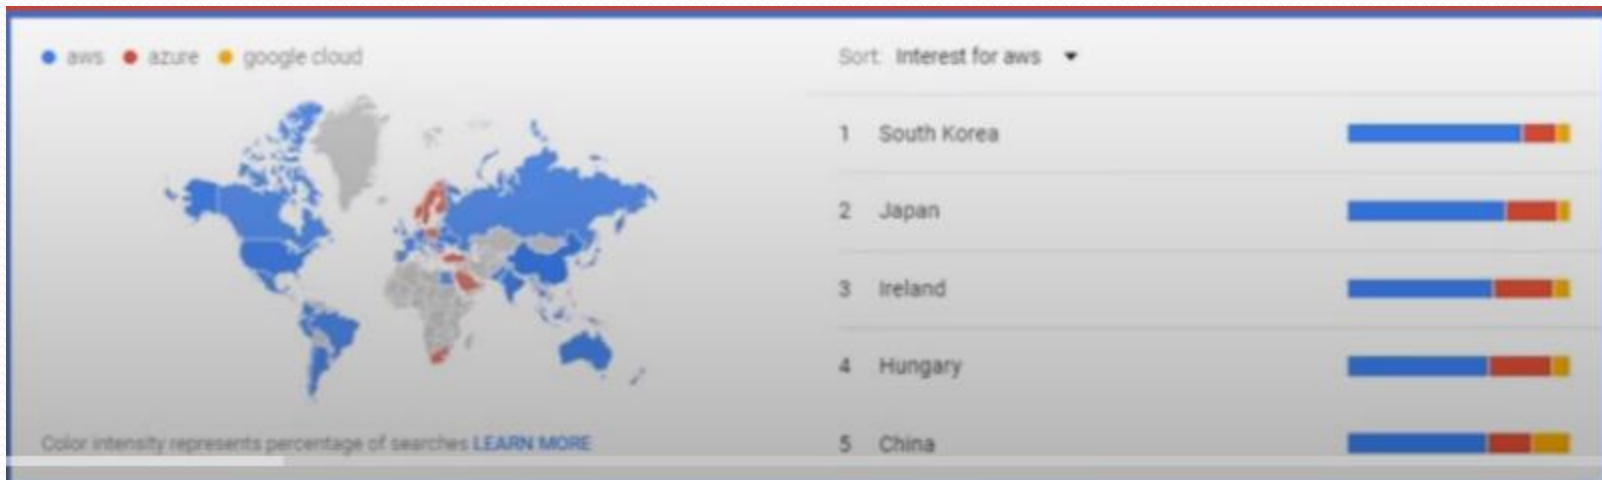 aws azure google cloud
Sort: Interest for aws
1 South Korea
2 Japan
3 Ireland
4 Hungary
5 China
Color intensity represents percentage of searches LEARN MORE